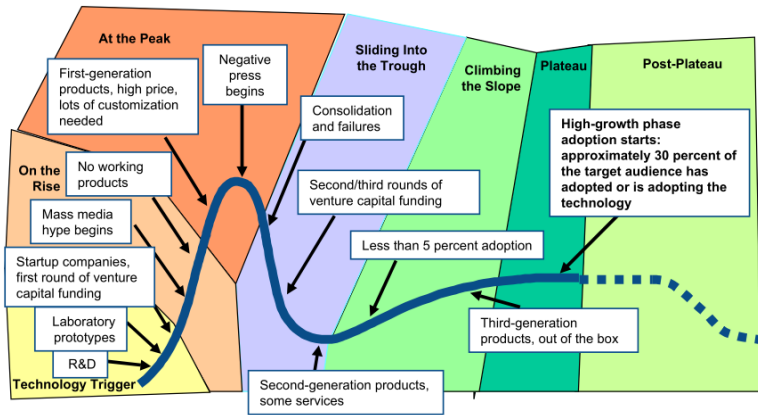 At the Peak
Negative
press
begins
Sliding Into
the Trough
Climbing
the Slope
Plateau
Post-Plateau
First-generation
products, high price,
lots of customization
needed
Consolidation
and failures
High-growth phase
adoption starts:
approximately 30 percent of
the target audience has
adopted or is adopting the
technology
On the
Rise
No working
products
Second/third rounds of
venture capital funding
Mass media
hype begins
Less than 5 percent adoption
Startup companies,
first round of venture
capital funding
Laboratory
prototypes
Third-generation
products, out of the box
R&D
Technology Trigger
Second-generation products,
some services